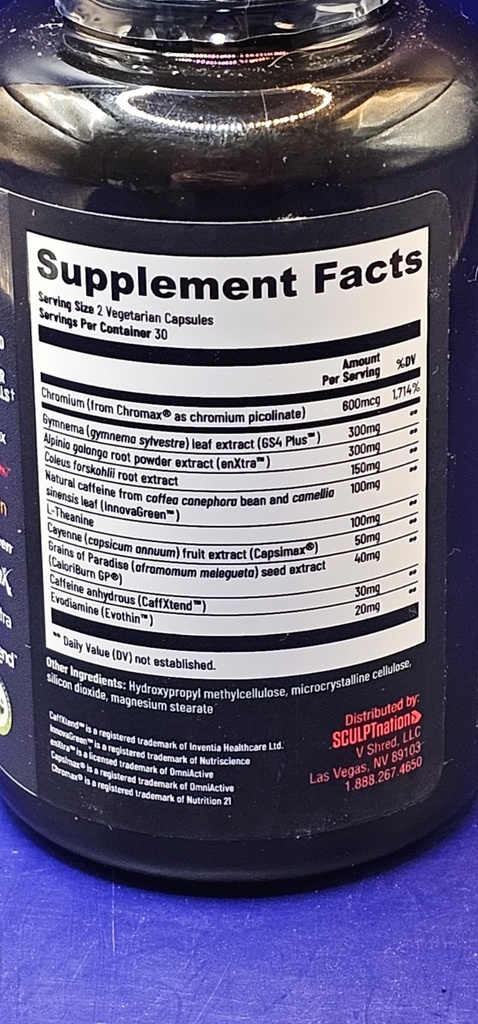 Supplement Facts
Serving Size 2 Vegetarian Capsules
Servings Per Container 30
Amount Per Serving %DV
Chromium (from Chromax® as chromium picolinate) 600mcg 1,714%
Gymnema (gymnema sylvestre) leaf extract (GS4 Plus™) 300mg **
Alpinia galanga root powder extract (enXtra™) 300mg **
Coleus forskohlii root extract 150mg **
Natural caffeine from coffea canephora bean and camellia 100mg **
sinensis leaf (InnovaGreen™)
L-Theanine 100mg **
Cayenne (capsicum annuum) fruit extract (Capsimax®) 50mg **
Grains of Paradise (aframomum melegueta) seed extract 40mg **
(CaloriBurn GP®)
Caffeine anhydrous (CaffXtend™) 30mg **
Evodiamine (Evothin™) 20mg **
** Daily Value (DV) not established.
Other Ingredients: Hydroxypropyl methylcellulose, microcrystalline cellulose,
silicon dioxide, magnesium stearate
CaffXtend™ is a registered trademark of Inventia Healthcare Ltd.
InnovaGreen™ is a registered trademark of Nutriscience
enXtra™ is a licensed trademark of OmniActive
Capsimax® is a registered trademark of OmniActive
Chromax® is a registered trademark of Nutrition 21
Distributed by:
SCULPTnation
V Shred, LLC
Las Vegas, NV 89103
1.888.267.4650